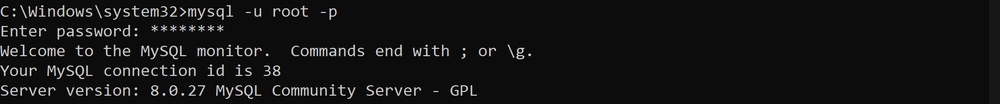 C:\Windows\system32>mysql -u root -p
Enter password: ********
Welcome to the MySQL monitor.  Commands end with ; or \g.
Your MySQL connection id is 38
Server version: 8.0.27 MySQL Community Server - GPL